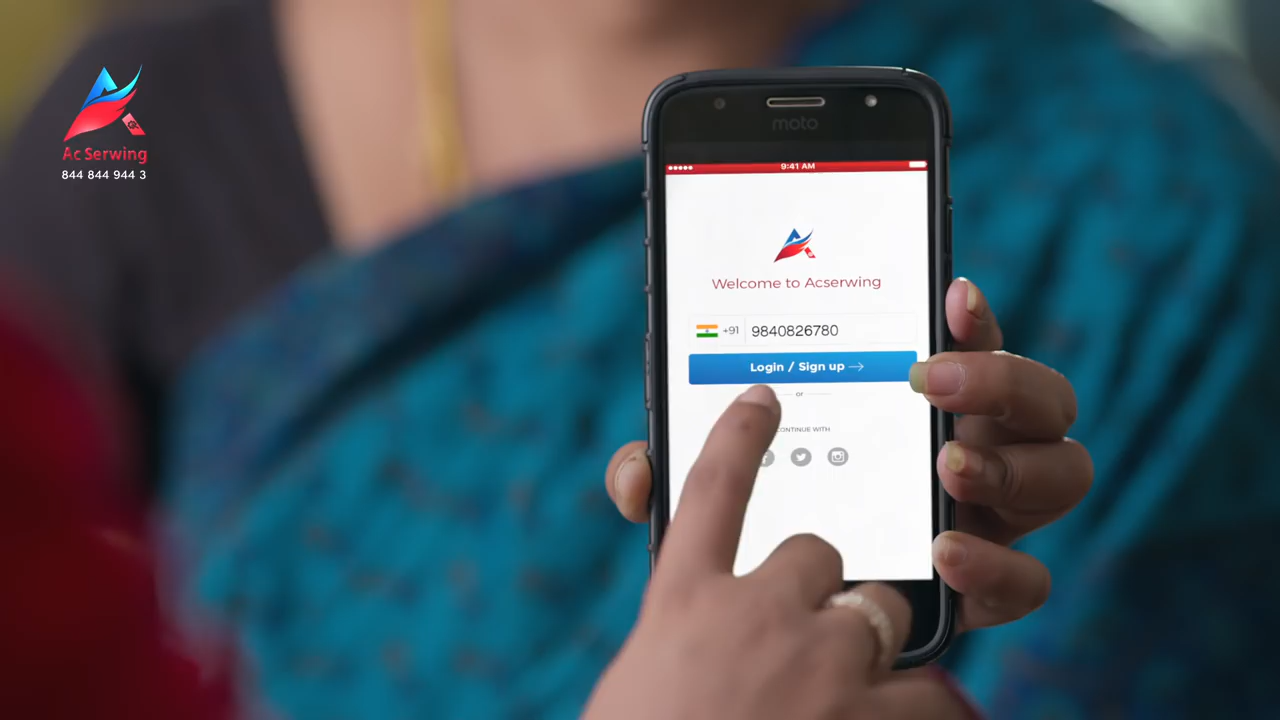 Ac Serwing
844 844 944 3
moto
9:41 AM
Welcome to Acserwing
+91 9840826780
Login / Sign up →
or
CONTINUE WITH